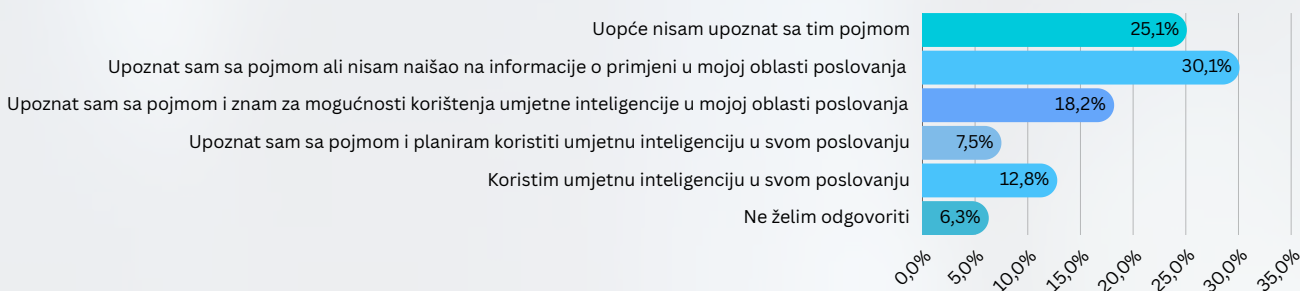 Uopće nisam upoznat sa tim pojmom 25,1%
Upoznat sam sa pojmom ali nisam naišao na informacije o primjeni u mojoj oblasti poslovanja 30,1%
Upoznat sam sa pojmom i znam za mogućnosti korištenja umjetne inteligencije u mojoj oblasti poslovanja 18,2%
Upoznat sam sa pojmom i planiram koristiti umjetnu inteligenciju u svom poslovanju 7,5%
Koristim umjetnu inteligenciju u svom poslovanju 12,8%
Ne želim odgovoriti 6,3%
0,0% 5,0% 10,0% 15,0% 20,0% 25,0% 30,0% 35,0%